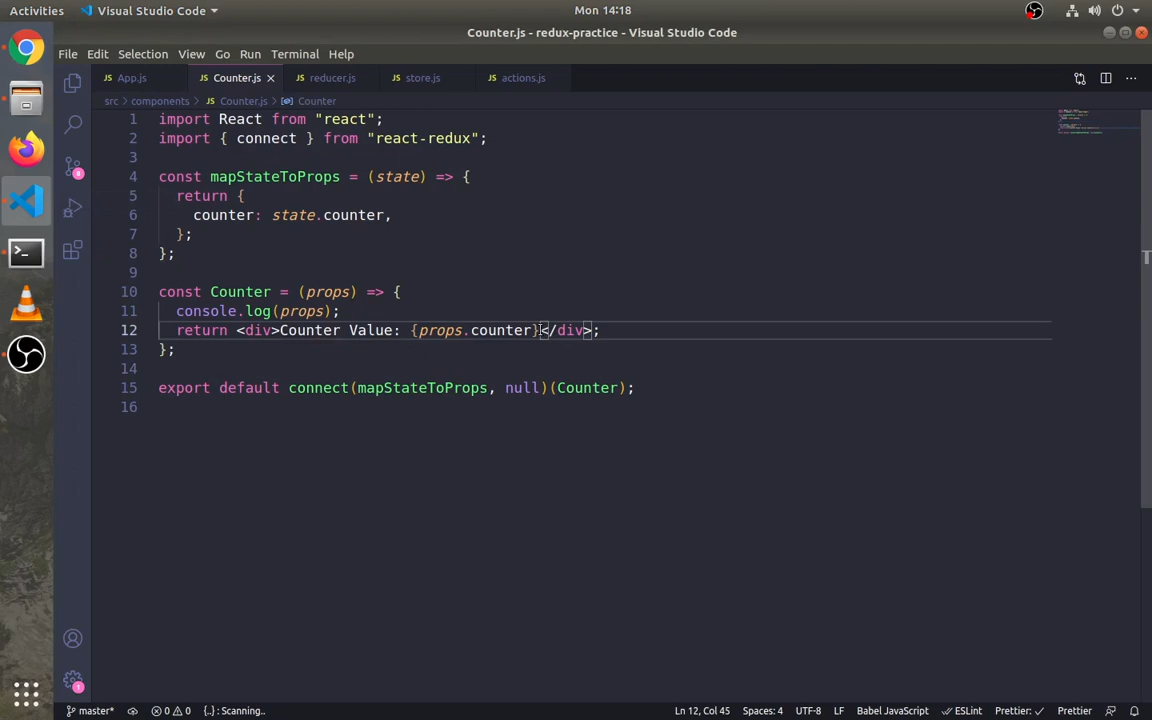 Activities Visual Studio Code Mon 14:18
Counter.js - redux-practice - Visual Studio Code
File Edit Selection View Go Run Terminal Help
App.js Counter.js reducer.js store.js actions.js
src components Counter.js Counter
1 import React from "react";
2 import { connect } from "react-redux";
3
4 const mapStateToProps = (state) => {
5 return {
6 counter: state.counter,
7 };
8 };
9
10 const Counter = (props) => {
11 console.log(props);
12 return <div>Counter Value: {props.counter}</div>;
13 };
14
15 export default connect(mapStateToProps, null)(Counter);
16
8
1
master* 0 0 {..} : Scanning.. Ln 12, Col 45 Spaces: 4 UTF-8 LF Babel JavaScript ESLint Prettier: Prettier